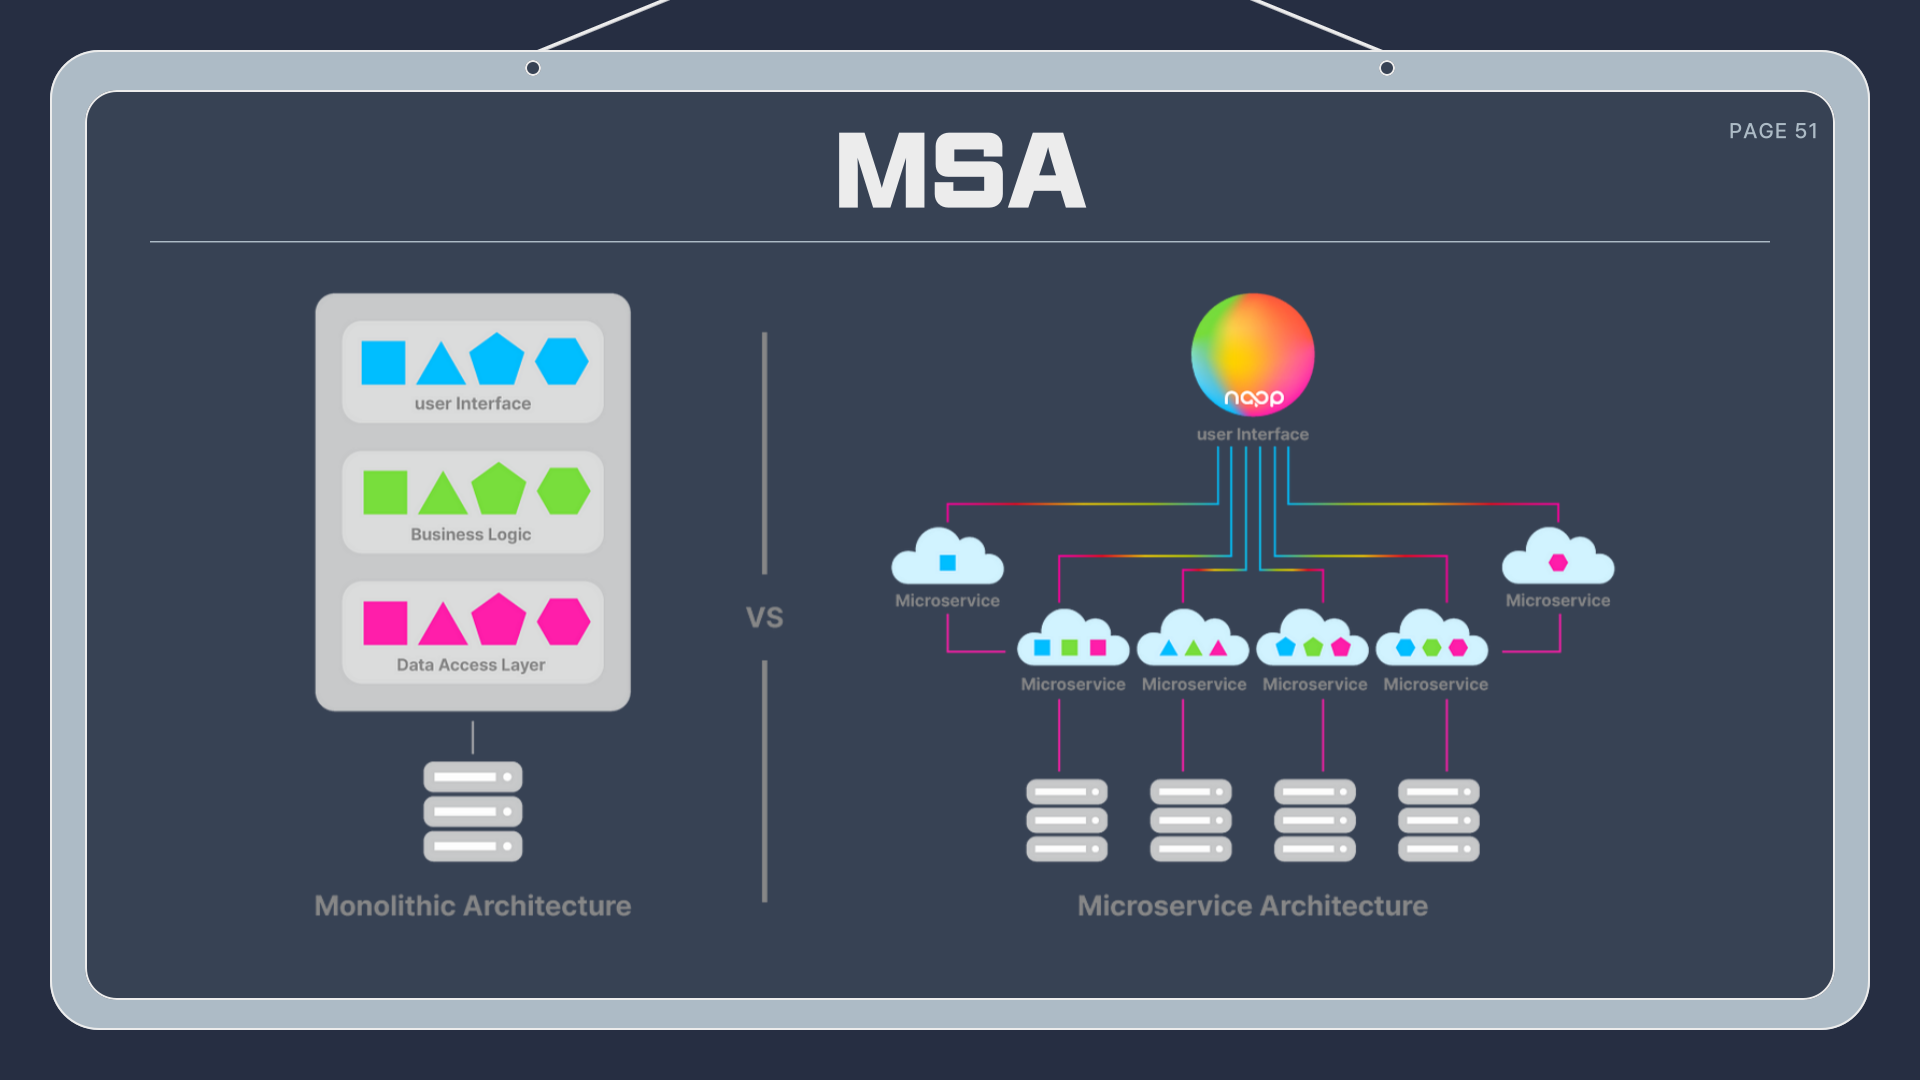 PAGE 51
MSA
user Interface
Business Logic
Data Access Layer
Monolithic Architecture
VS
napp
user Interface
Microservice
Microservice
Microservice
Microservice
Microservice
Microservice
Microservice Architecture